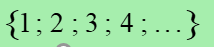 {1 ; 2 ; 3 ; 4 ; …}